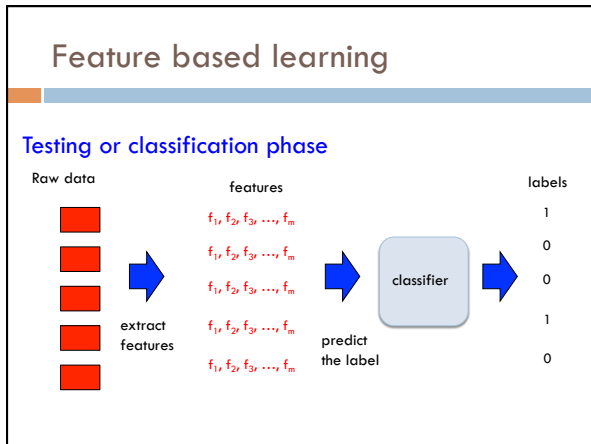 Feature based learning
Testing or classification phase
Raw data
features
labels
f₁, f₂, f₃, …, fₘ
f₁, f₂, f₃, …, fₘ
f₁, f₂, f₃, …, fₘ
f₁, f₂, f₃, …, fₘ
f₁, f₂, f₃, …, fₘ
extract
features
predict
the label
classifier
1
0
0
1
0